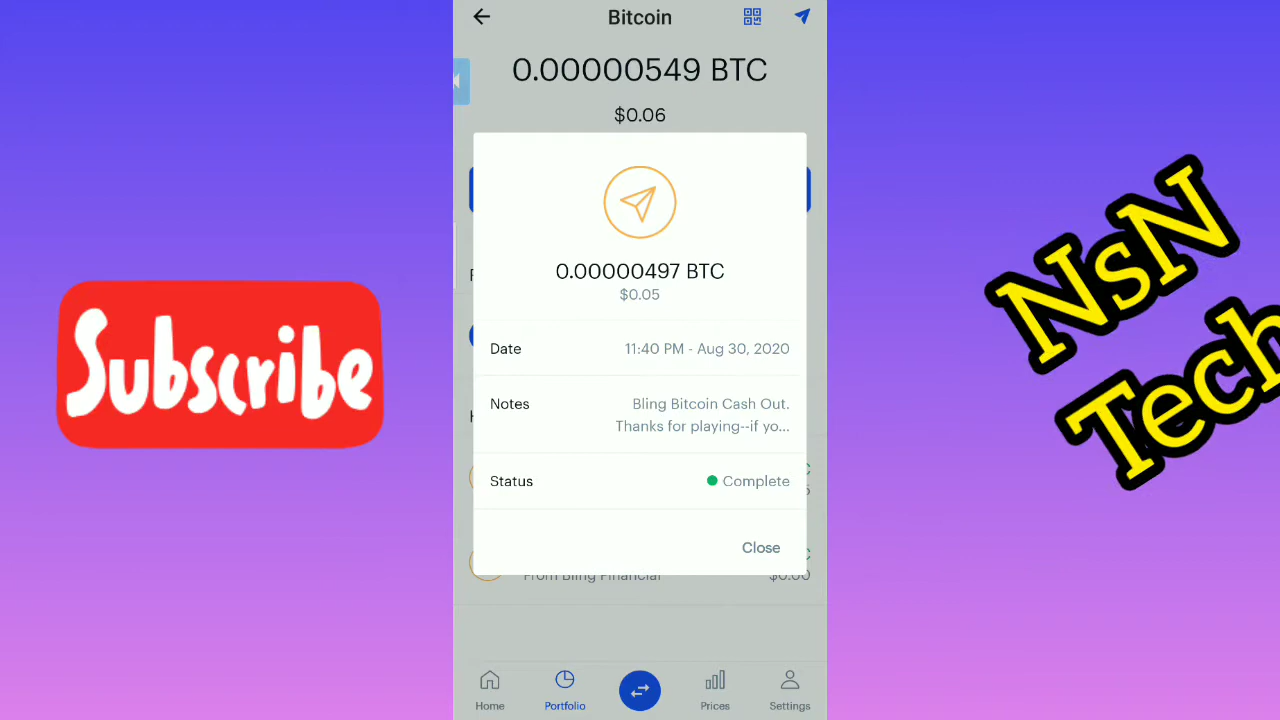 Bitcoin
0.00000549 BTC
$0.06
0.00000497 BTC
$0.05
Date 11:40 PM - Aug 30, 2020
Notes Bling Bitcoin Cash Out.
Thanks for playing--if yo...
Status Complete
Close
From Bling Financial $0.00
Home Portfolio Prices Settings
Subscribe
NsN
Tech